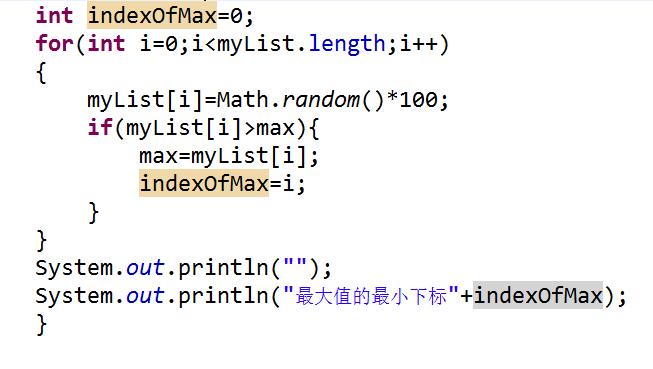 int indexOfMax=0;
for(int i=0;i<myList.length;i++)
{
    myList[i]=Math.random()*100;
    if(myList[i]>max){
        max=myList[i];
        indexOfMax=i;
    }
}
System.out.println("");
System.out.println("最大值的最小下标"+indexOfMax);
}